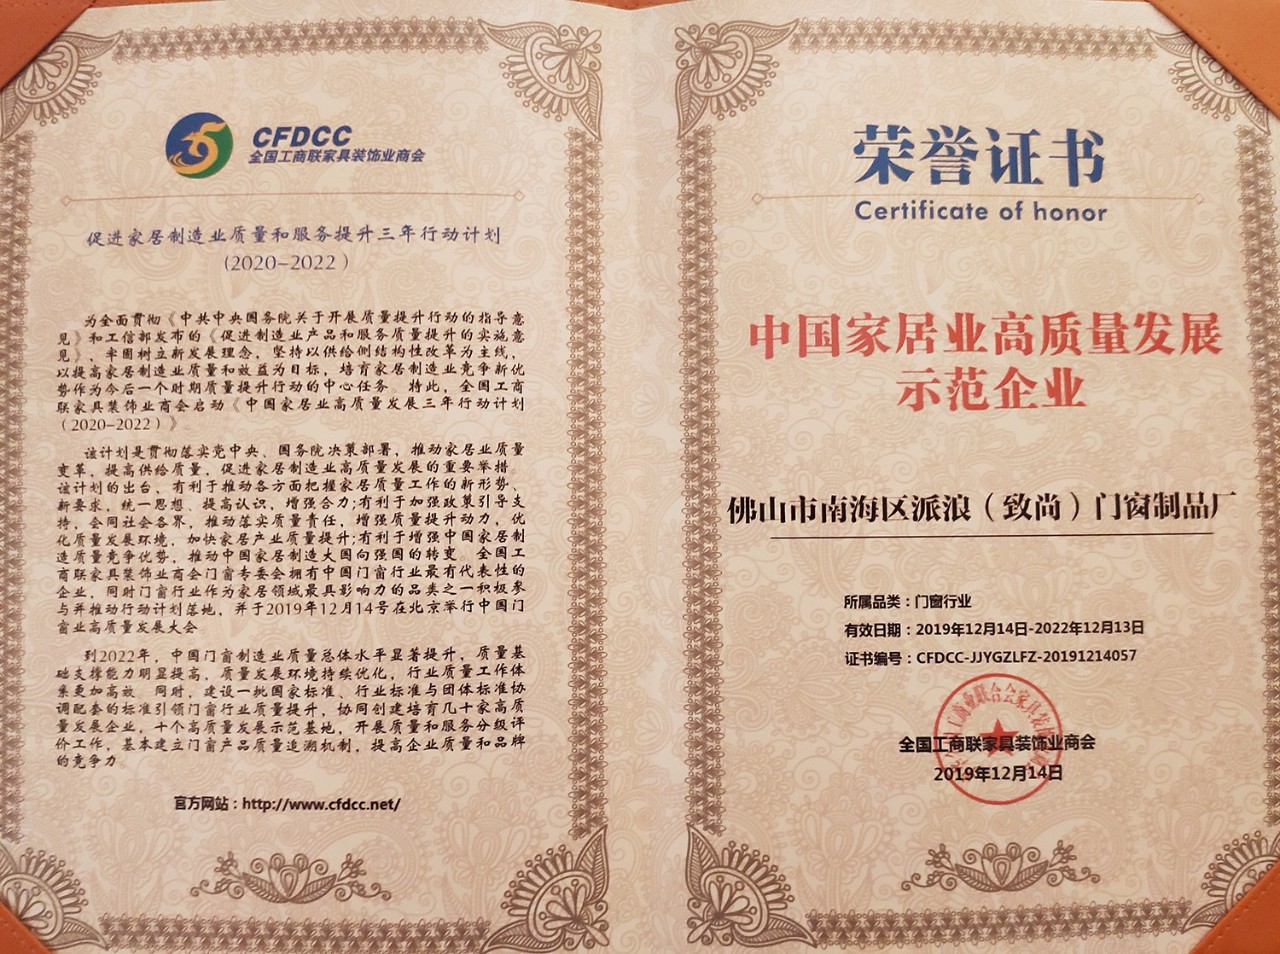 CFDCC
全国工商联家具装饰业商会
促进家居制造业质量和服务提升三年行动计划
(2020-2022)
为全面贯彻《中共中央国务院关于开展质量提升行动的指导意
见》和工信部发布的《促进制造业产品和服务质量提升的实施意
见》，牢固树立新发展理念，坚持以供给侧结构性改革为主线，
以提高家居制造业质量和效益为目标，培育家居制造业竞争新优
势作为今后一个时期质量提升行动的中心任务。特此，全国工商
联家具装饰业商会启动《中国家居业高质量发展三年行动计划
（2020-2022）》。
该计划是贯彻落实党中央、国务院决策部署，推动家居业质量
变革，提高供给质量，促进家居制造业高质量发展的重要举措。
该计划的出台，有利于推动各方面把握家居质量工作的新形势、
新要求，统一思想、提高认识，增强合力;有利于加强政策引导支
持，会同社会各界，推动落实质量责任，增强质量提升动力，优
化质量发展环境，加快家居产业质量提升;有利于增强中国家居制
造质量竞争优势，推动中国家居制造大国向强国的转变。全国工
商联家具装饰业商会门窗专委会拥有中国门窗行业最有代表性的
企业，同时门窗行业作为家居领域最具影响力的品类之一积极参
与并推动行动计划落地，并于2019年12月14号在北京举行中国门
窗业高质量发展大会
到2022年，中国门窗制造业质量总体水平显著提升，质量基
础支撑能力明显提高，质量发展环境持续优化，行业质量工作体
系更加高效。同时，建设一批国家标准、行业标准与团体标准协
调配套的标准引领门窗行业质量提升，协同创建培育几十家高质
量发展企业，十个高质量发展示范基地，开展质量和服务分级评
价工作，基本建立门窗产品质量追溯机制，提高企业质量和品牌
的竞争力
官方网站：http://www.cfdcc.net/
荣誉证书
Certificate of honor
中国家居业高质量发展
示范企业
佛山市南海区派浪（致尚）门窗制品厂
所属品类：门窗行业
有效日期：2019年12月14日-2022年12月13日
证书编号：CFDCC-JJYGZLFZ-20191214057
全国工商联家具装饰业商会
2019年12月14日